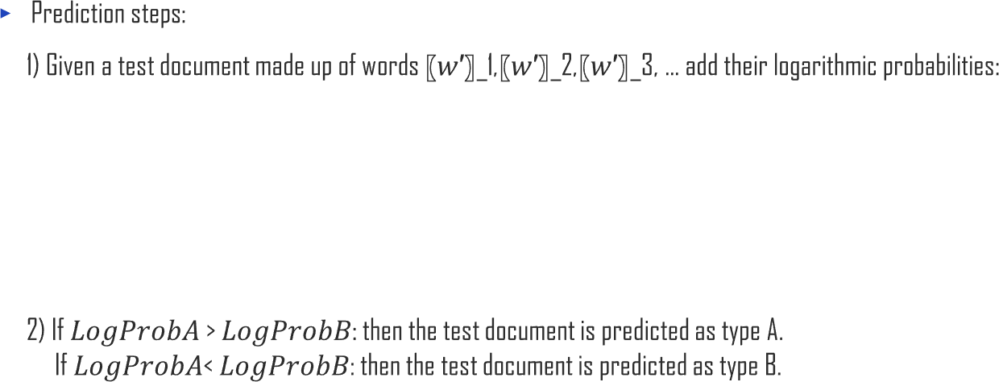 ▸ Prediction steps:
1) Given a test document made up of words 〖w′〗_1,〖w′〗_2,〖w′〗_3, ... add their logarithmic probabilities:
2) If LogProbA > LogProbB: then the test document is predicted as type A.
If LogProbA< LogProbB: then the test document is predicted as type B.